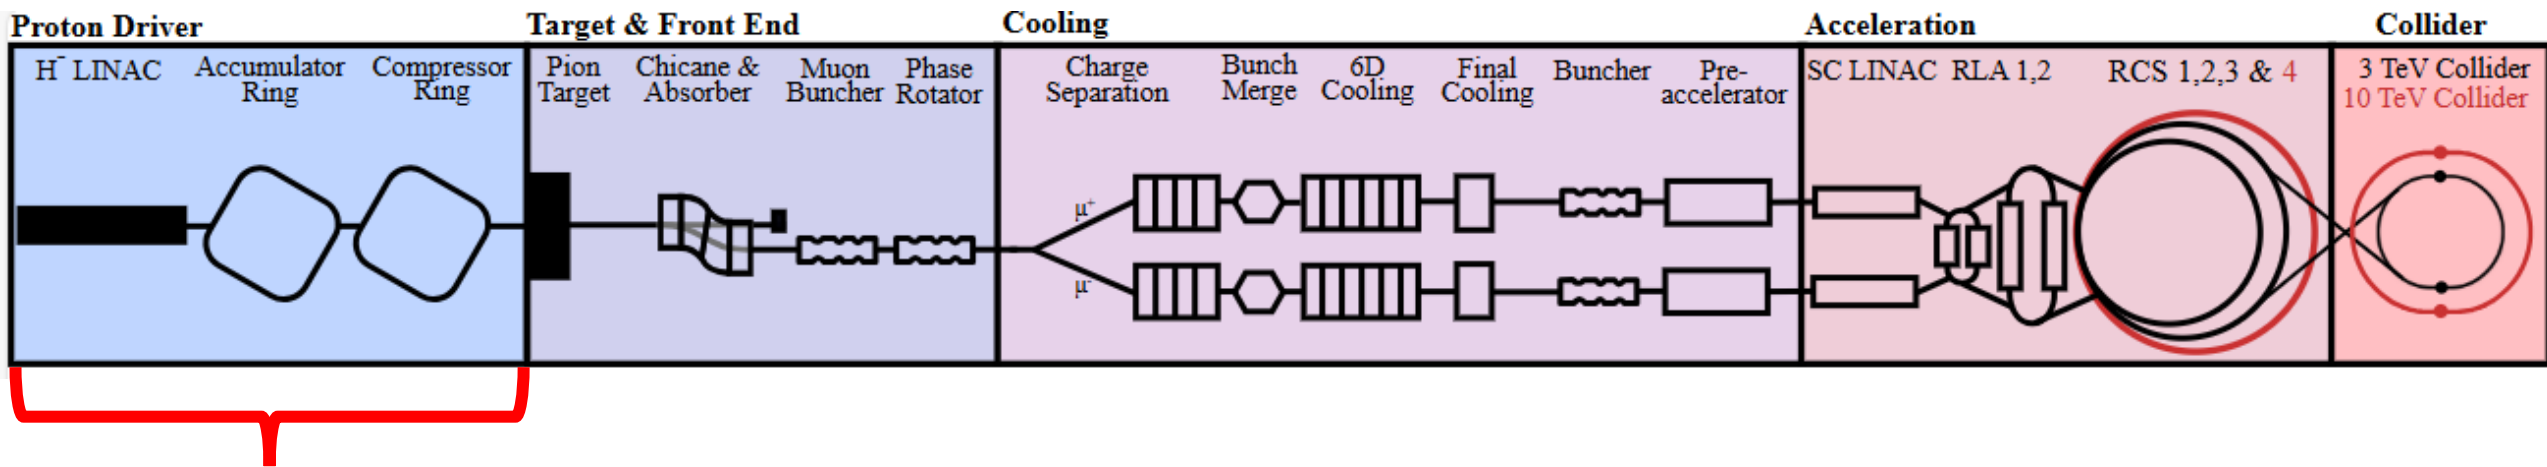 Proton Driver
Target & Front End
Cooling
Acceleration
Collider
H⁻ LINAC
Accumulator
Ring
Compressor
Ring
Pion
Target
Chicane &
Absorber
Muon
Buncher
Phase
Rotator
Charge
Separation
Bunch
Merge
6D
Cooling
Final
Cooling
Buncher
Pre-
accelerator
SC LINAC
RLA 1,2
RCS 1,2,3 & 4
3 TeV Collider
10 TeV Collider
μ⁺
μ⁻